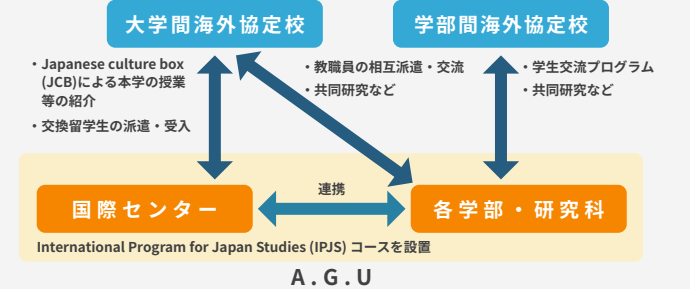 大学間海外協定校
学部間海外協定校
・Japanese culture box
(JCB)による本学の授業
等の紹介
・交換留学生の派遣・受入
・教職員の相互派遣・交流
・共同研究など
・学生交流プログラム
・共同研究など
国際センター
連携
各学部・研究科
International Program for Japan Studies (IPJS) コースを設置
A.G.U